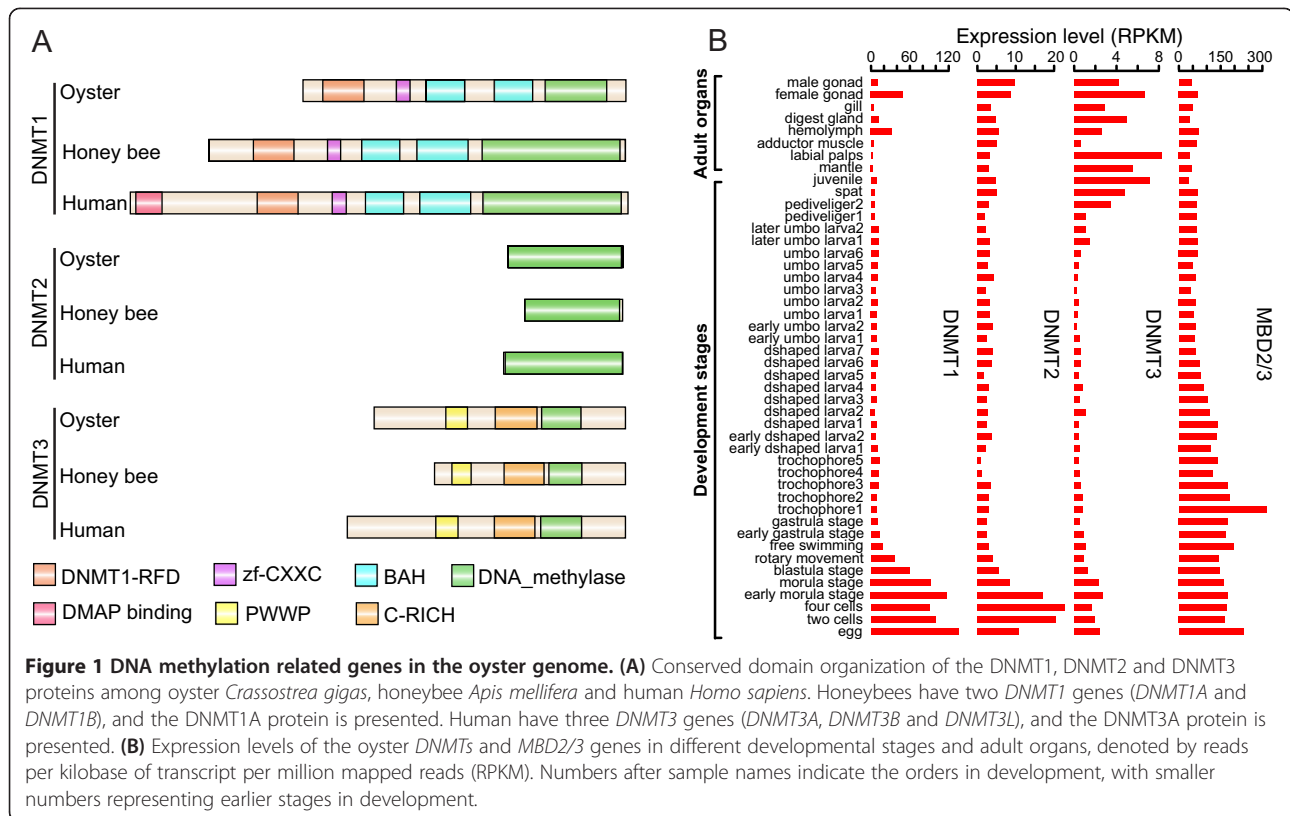 A
DNMT1
Oyster
Honey bee
Human
DNMT2
Oyster
Honey bee
Human
DNMT3
Oyster
Honey bee
Human
DNMT1-RFD
zf-CXXC
BAH
DNA_methylase
DMAP binding
PWWP
C-RICH
B
Expression level (RPKM)
0 60 120
0 10 20
0 4 8
0 150 300
Adult organs
male gonad
female gonad
gill
digest gland
hemolymph
adductor muscle
labial palps
mantle
Development stages
juvenile
spat
pediveliger2
pediveliger1
later umbo larva2
later umbo larva1
umbo larva6
umbo larva5
umbo larva4
umbo larva3
umbo larva2
umbo larva1
early umbo larva2
early umbo larva1
dshaped larva7
dshaped larva6
dshaped larva5
dshaped larva4
dshaped larva3
dshaped larva2
dshaped larva1
early dshaped larva2
early dshaped larva1
trochophore5
trochophore4
trochophore3
trochophore2
trochophore1
gastrula stage
early gastrula stage
free swimming
rotary movement
blastula stage
morula stage
early morula stage
four cells
two cells
egg
DNMT1
DNMT2
DNMT3
MBD2/3
Figure 1 DNA methylation related genes in the oyster genome. (A) Conserved domain organization of the DNMT1, DNMT2 and DNMT3
proteins among oyster Crassostrea gigas, honeybee Apis mellifera and human Homo sapiens. Honeybees have two DNMT1 genes (DNMT1A and
DNMT1B), and the DNMT1A protein is presented. Human have three DNMT3 genes (DNMT3A, DNMT3B and DNMT3L), and the DNMT3A protein is
presented. (B) Expression levels of the oyster DNMTs and MBD2/3 genes in different developmental stages and adult organs, denoted by reads
per kilobase of transcript per million mapped reads (RPKM). Numbers after sample names indicate the orders in development, with smaller
numbers representing earlier stages in development.